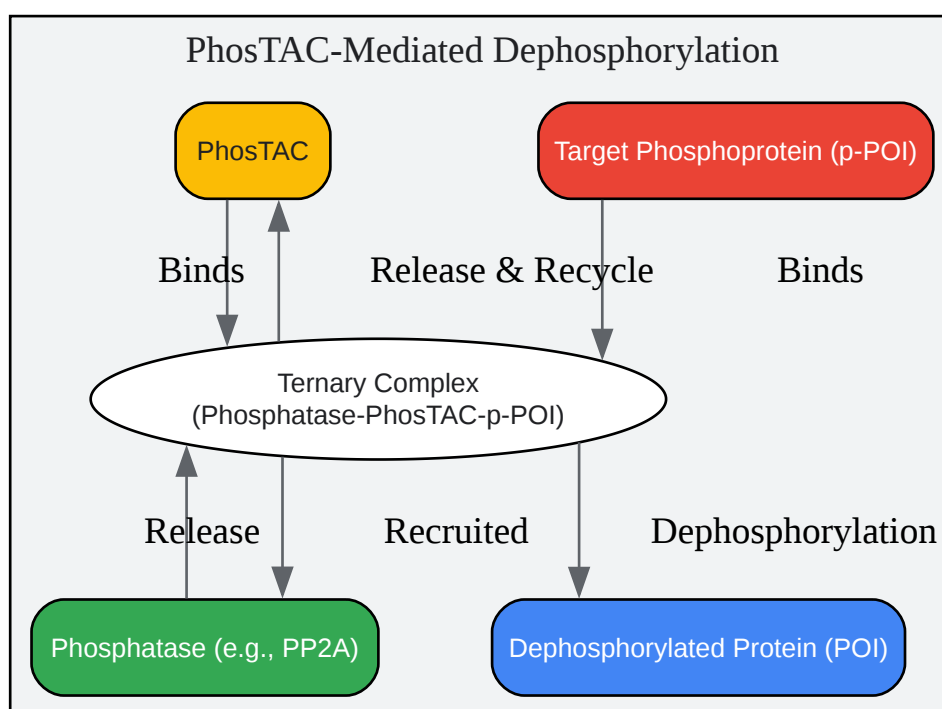 PhosTAC-Mediated Dephosphorylation
PhosTAC
Target Phosphoprotein (p-POI)
Binds
Release & Recycle
Binds
Ternary Complex
(Phosphatase-PhosTAC-p-POI)
Release
Recruited
Dephosphorylation
Phosphatase (e.g., PP2A)
Dephosphorylated Protein (POI)